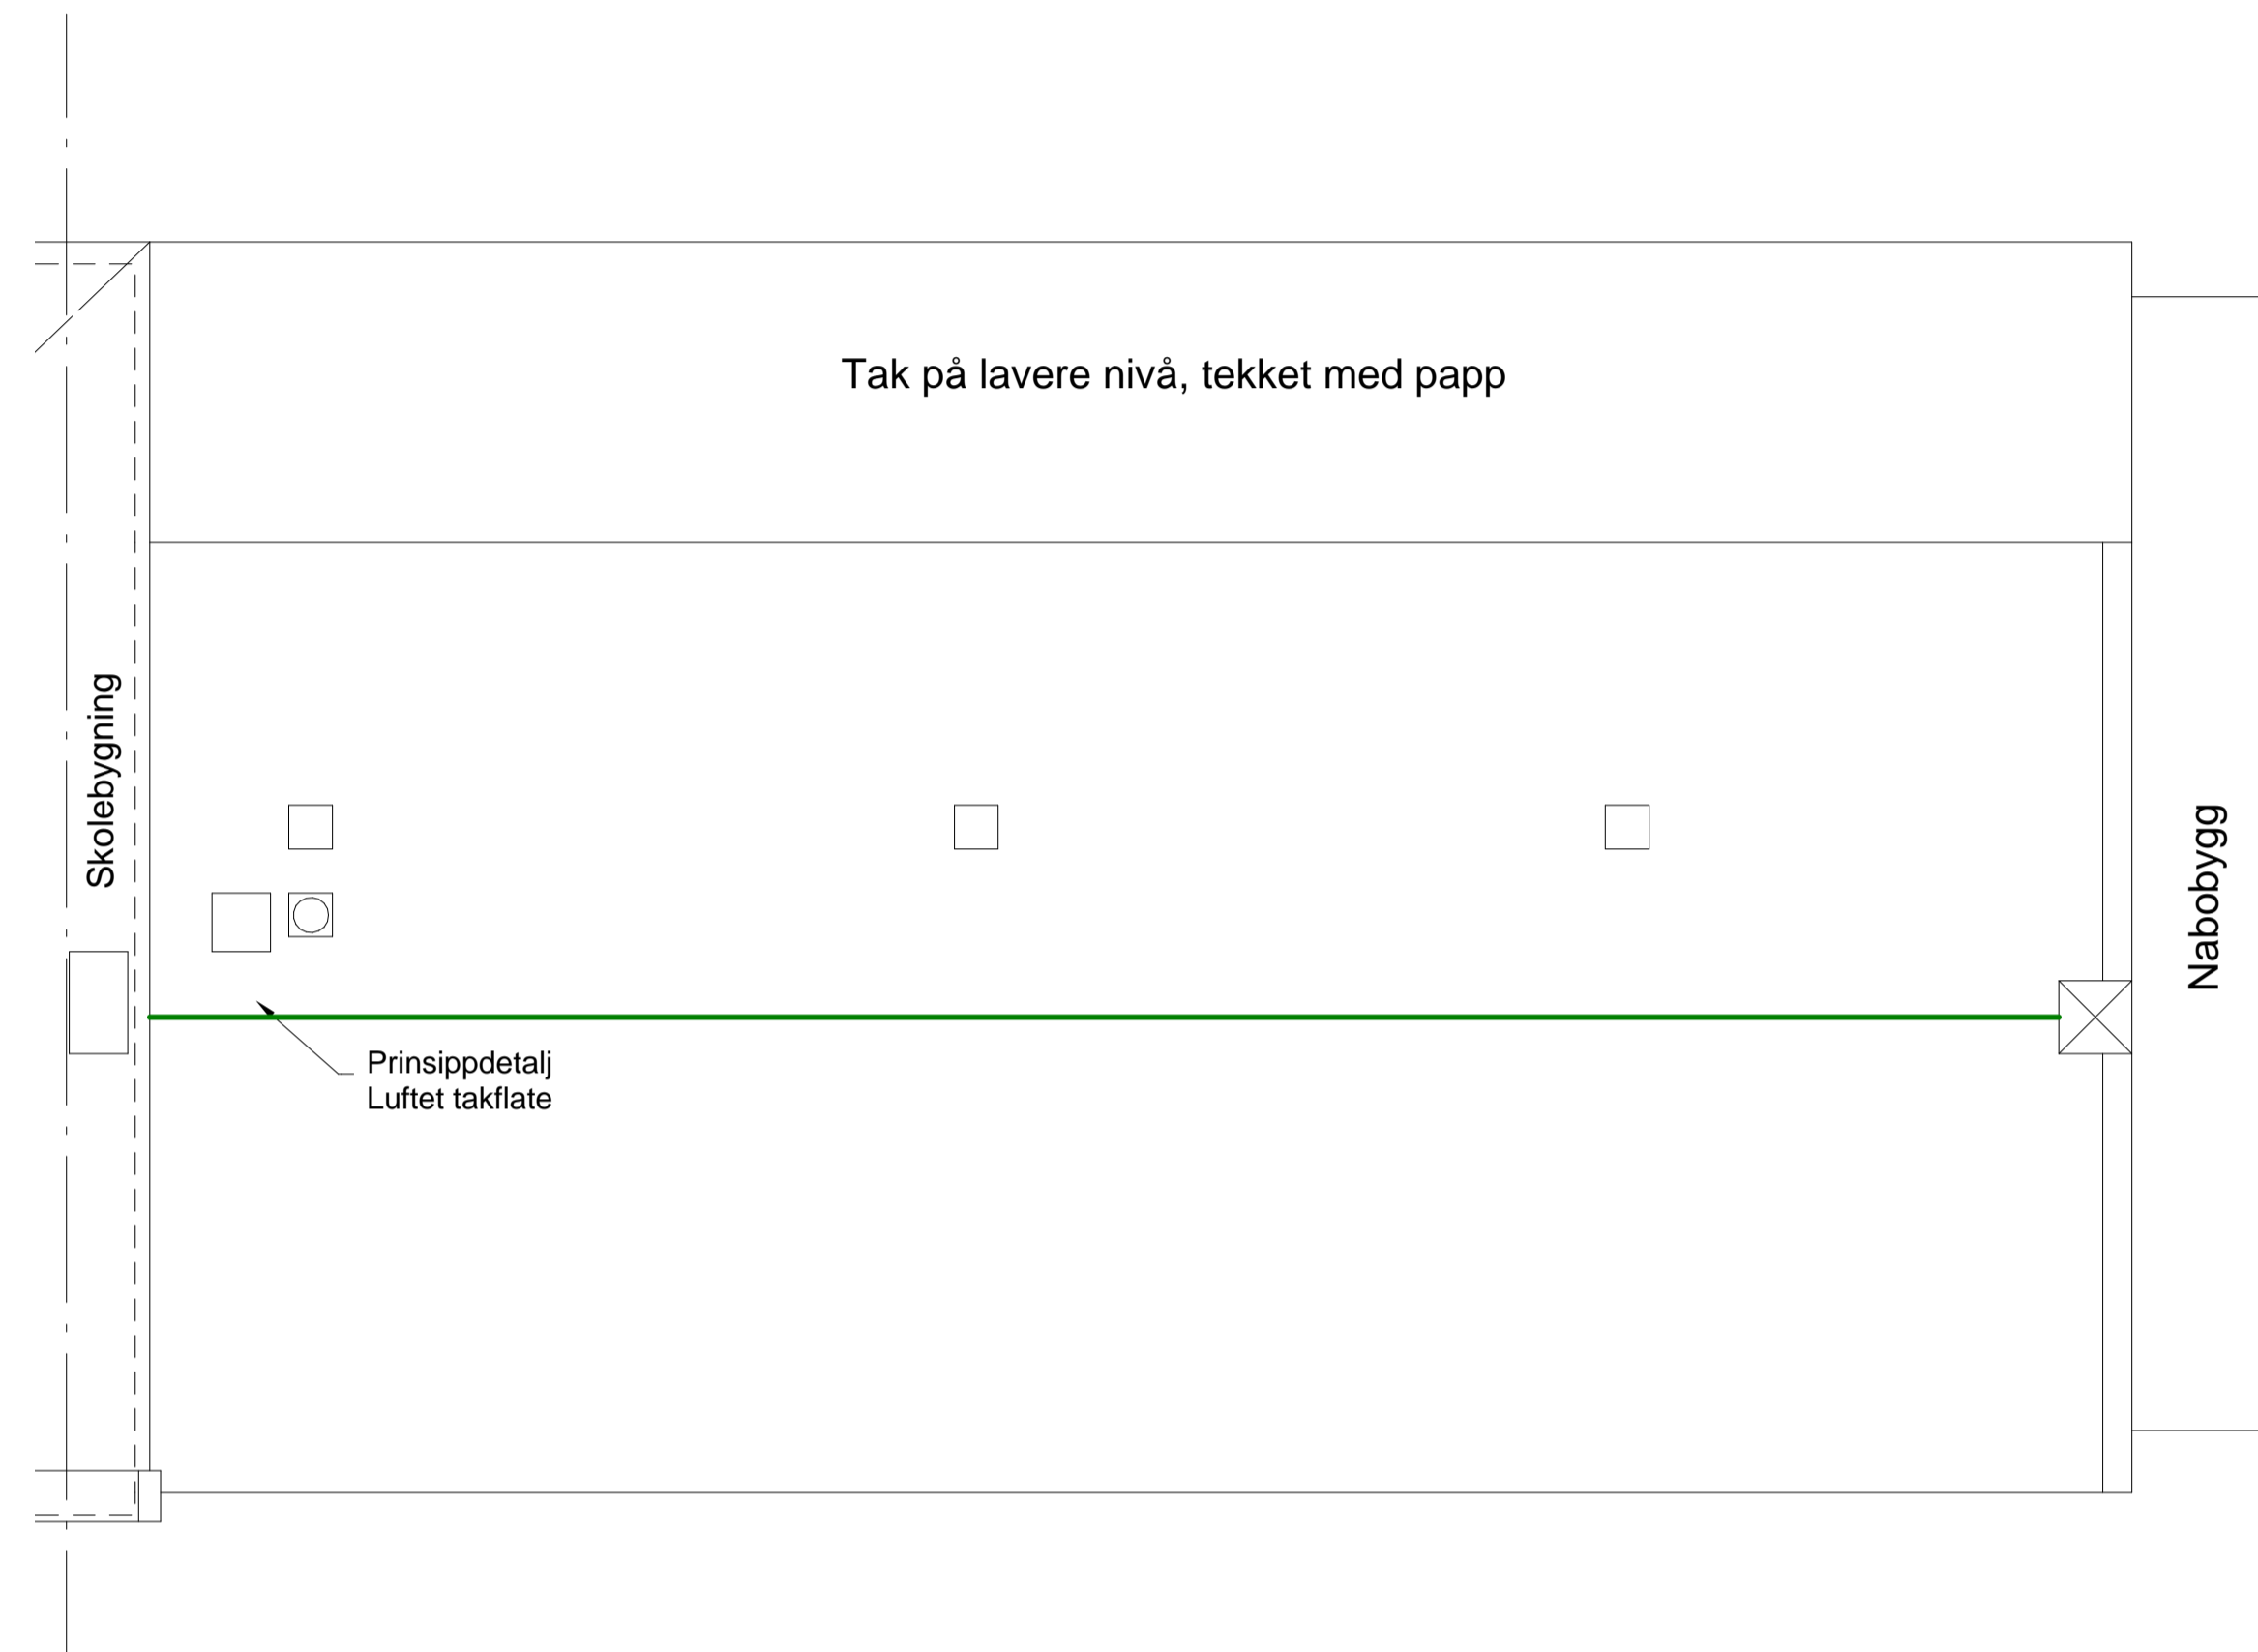 Tak på lavere nivå, tekket med papp
Skolebygning
Nabobygg
Prinsippdetalj
Luftet takflate